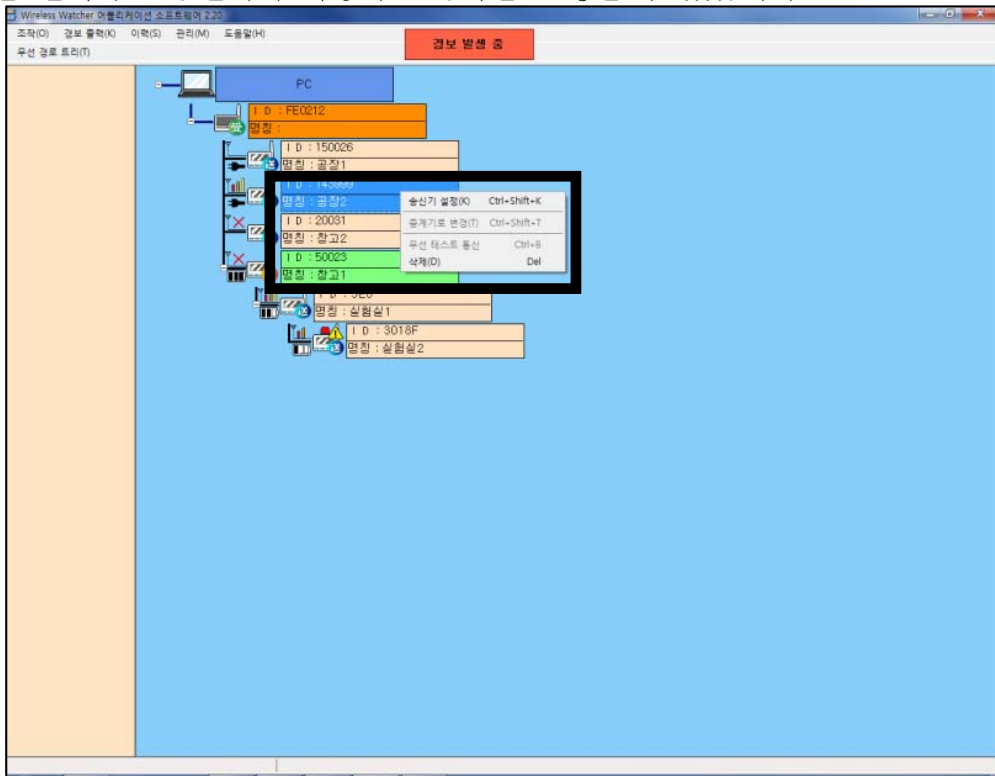 Wireless Watcher 어플리케이션 소프트웨어 2.20
조작(O) 경보 출력(K) 이력(S) 관리(M) 도움말(H)
경보 발생 중
무선 경로 트리(T)
PC
I D : FE0212
명칭 :
I D : 150026
명칭 : 공장1
명칭 : 공장2
송신기 설정(K) Ctrl+Shift+K
중계기로 변경(T) Ctrl+Shift+T
무선 테스트 통신 Ctrl+B
삭제(D) Del
I D : 20031
명칭 : 창고2
I D : 50023
명칭 : 창고1
명칭 : 실험실1
I D : 3018F
명칭 : 실험실2